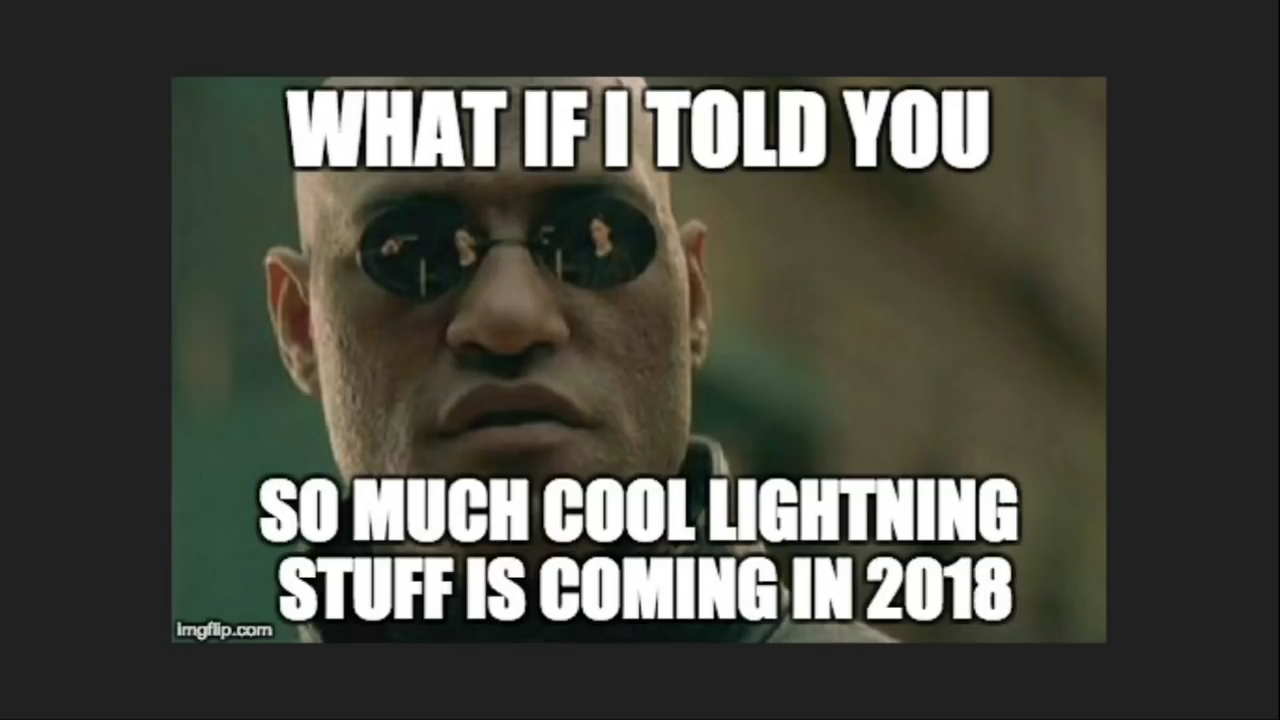 WHAT IF I TOLD YOU
SO MUCH COOL LIGHTNING
STUFF IS COMING IN 2018
imgflip.com